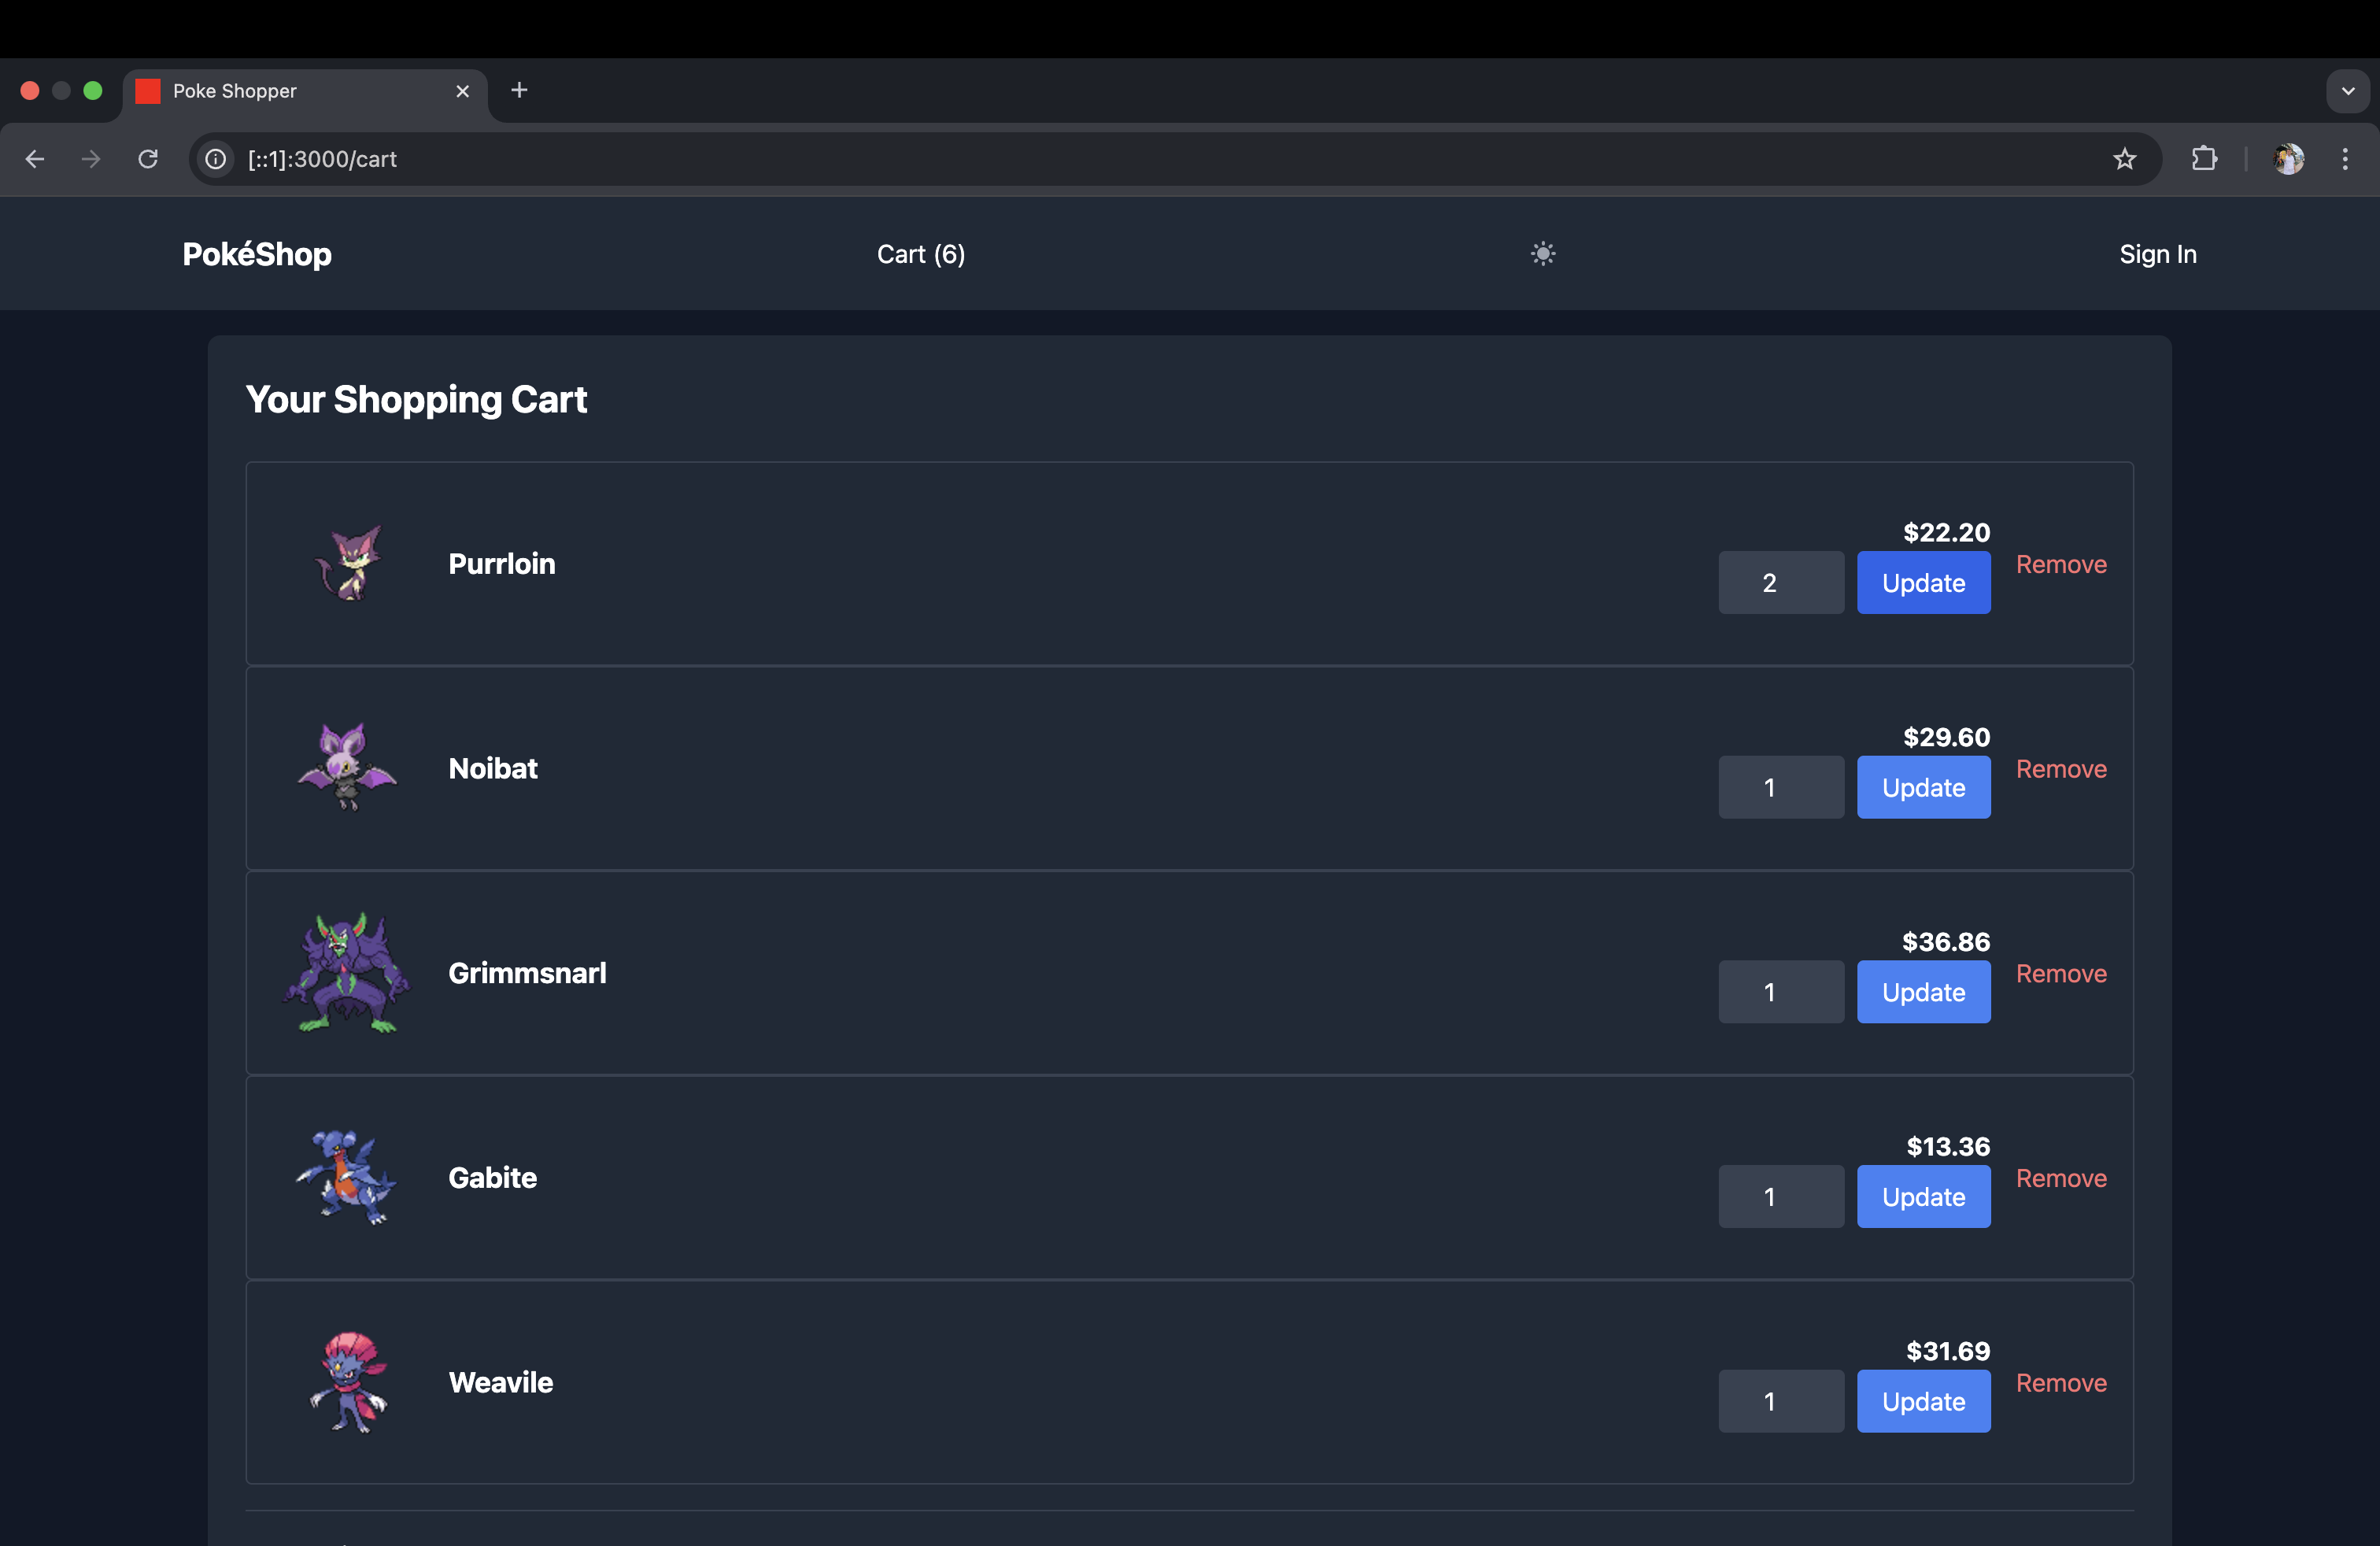 Poke Shopper
[::1]:3000/cart
PokéShop
Cart (6)
Sign In
Your Shopping Cart
Purrloin
$22.20
2
Update
Remove
Noibat
$29.60
1
Update
Remove
Grimmsnarl
$36.86
1
Update
Remove
Gabite
$13.36
1
Update
Remove
Weavile
$31.69
1
Update
Remove